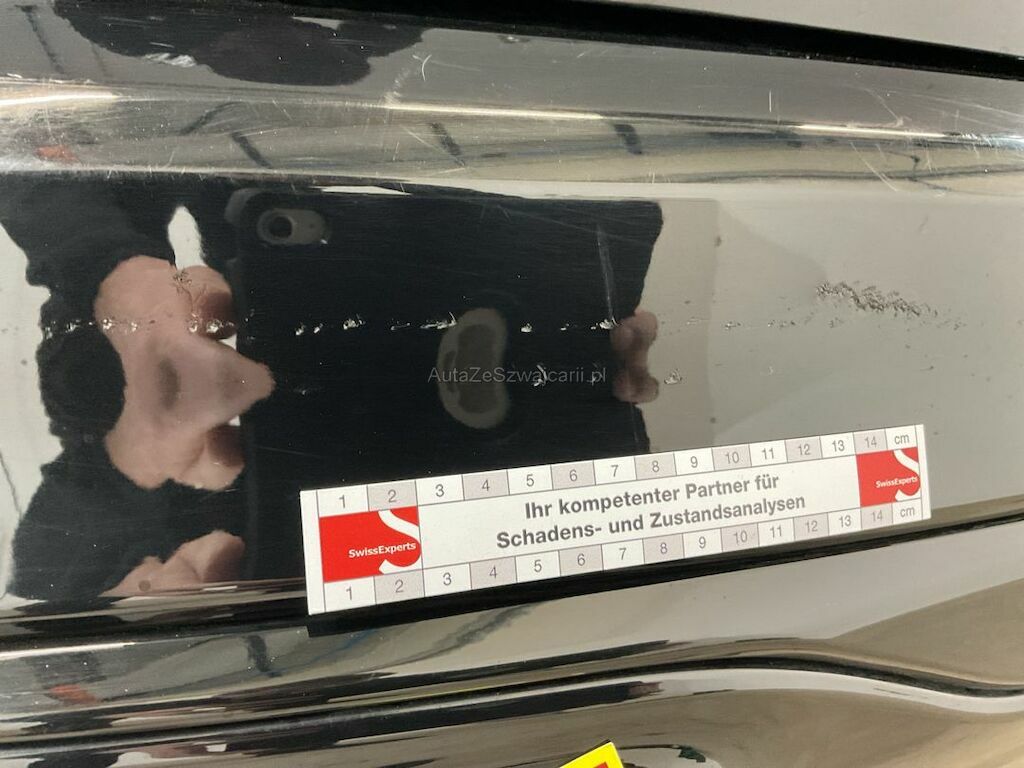 AutaZeSzwajcarii.pl
1 2 3 4 5 6 7 8 9 10 11 12 13 14 cm
Ihr kompetenter Partner für
Schadens- und Zustandsanalysen
SwissExperts
SwissExperts
1 2 3 4 5 6 7 8 9 10 11 12 13 14 cm